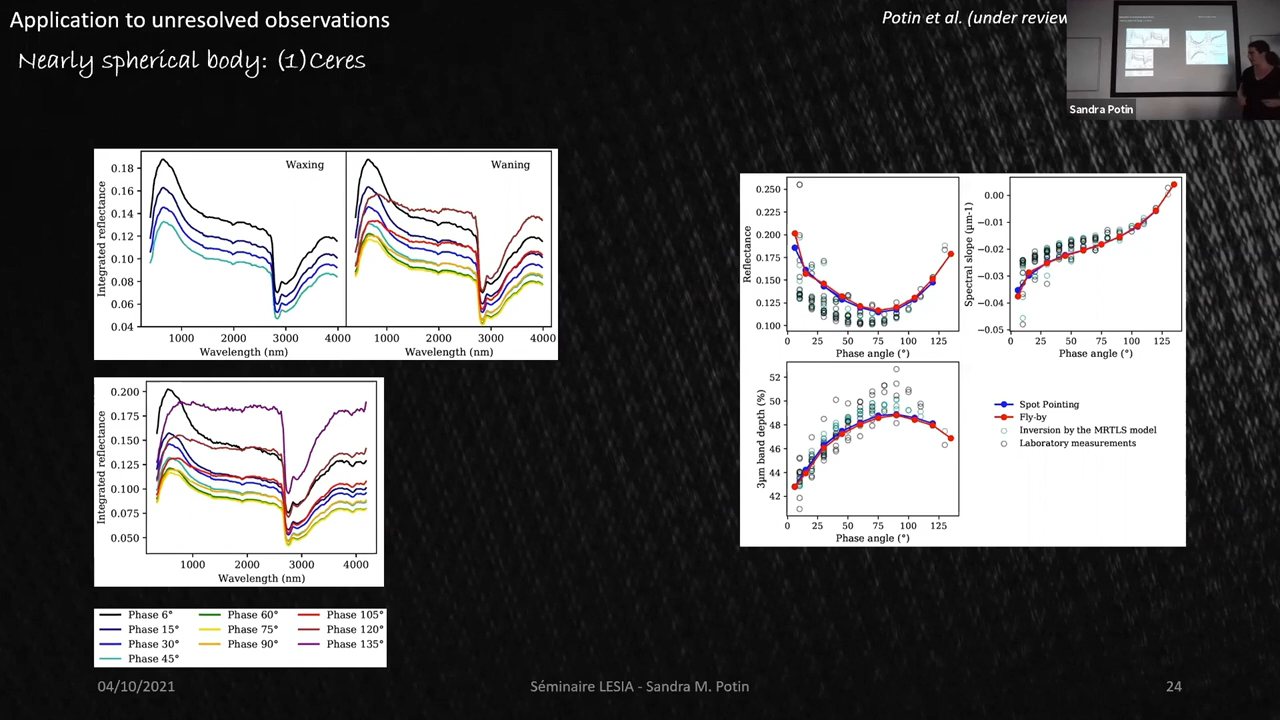 Application to unresolved observations
Potin et al. (under review
Nearly spherical body: (1)Ceres
Sandra Potin
Waxing
Waning
0.18
0.16
0.14
0.12
0.10
0.08
0.06
0.04
Integrated reflectance
1000 2000 3000 4000 1000 2000 3000 4000
Wavelength (nm) Wavelength (nm)
0.200
0.175
0.150
0.125
0.100
0.075
0.050
Integrated reflectance
1000 2000 3000 4000
Wavelength (nm)
Phase 6° Phase 60° Phase 105°
Phase 15° Phase 75° Phase 120°
Phase 30° Phase 90° Phase 135°
Phase 45°
0.250
0.225
0.200
0.175
0.150
0.125
0.100
Reflectance
0 25 50 75 100 125
Phase angle (°)
0.00
−0.01
−0.02
−0.03
−0.04
−0.05
Spectral slope (μm-1)
0 25 50 75 100 125
Phase angle (°)
52
50
48
46
44
42
3μm band depth (%)
0 25 50 75 100 125
Phase angle (°)
Spot Pointing
Fly-by
Inversion by the MRTLS model
Laboratory measurements
04/10/2021
Séminaire LESIA - Sandra M. Potin
24